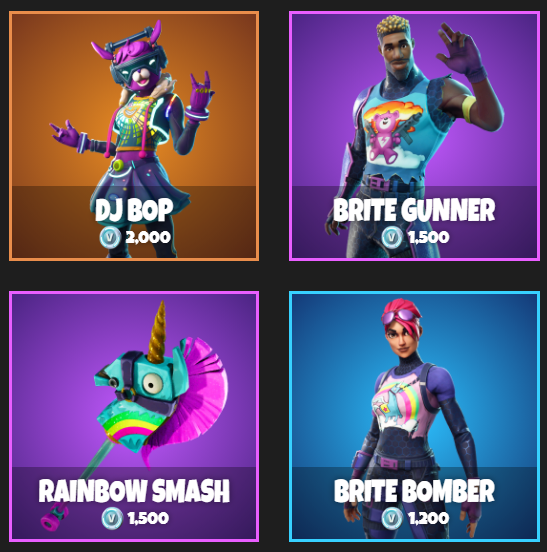 DJ BOP
V 2,000
BRITE GUNNER
V 1,500
RAINBOW SMASH
V 1,500
BRITE BOMBER
V 1,200